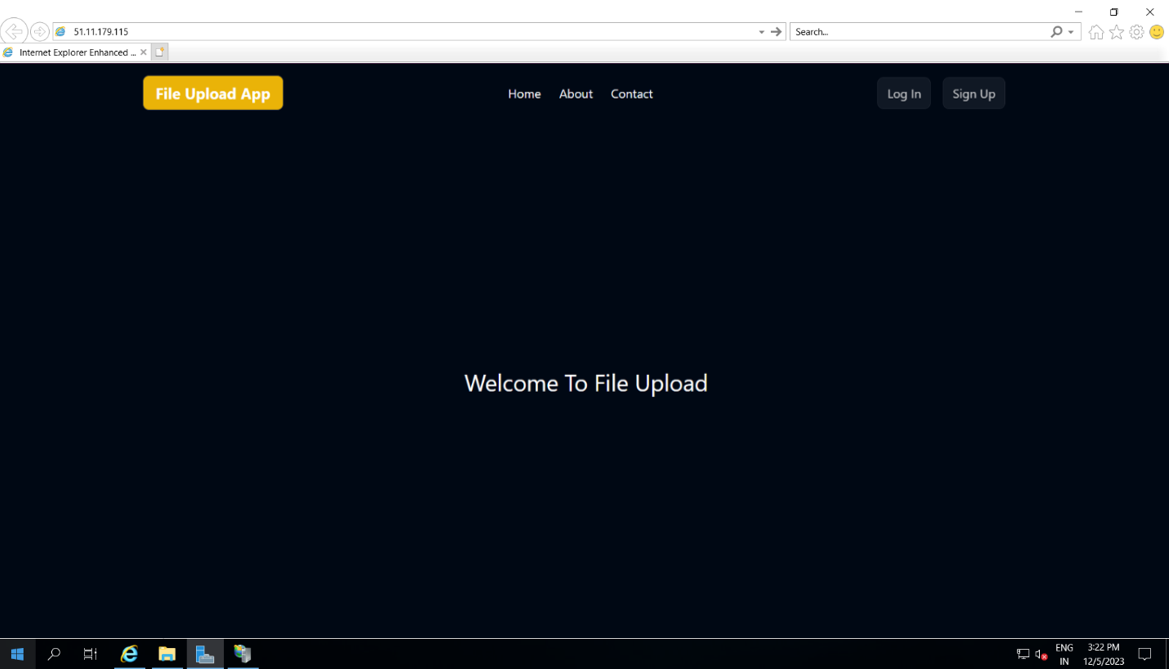 51.11.179.115
Search...
Internet Explorer Enhanced ...
File Upload App
Home
About
Contact
Log In
Sign Up
Welcome To File Upload
ENG
IN
3:22 PM
12/5/2023